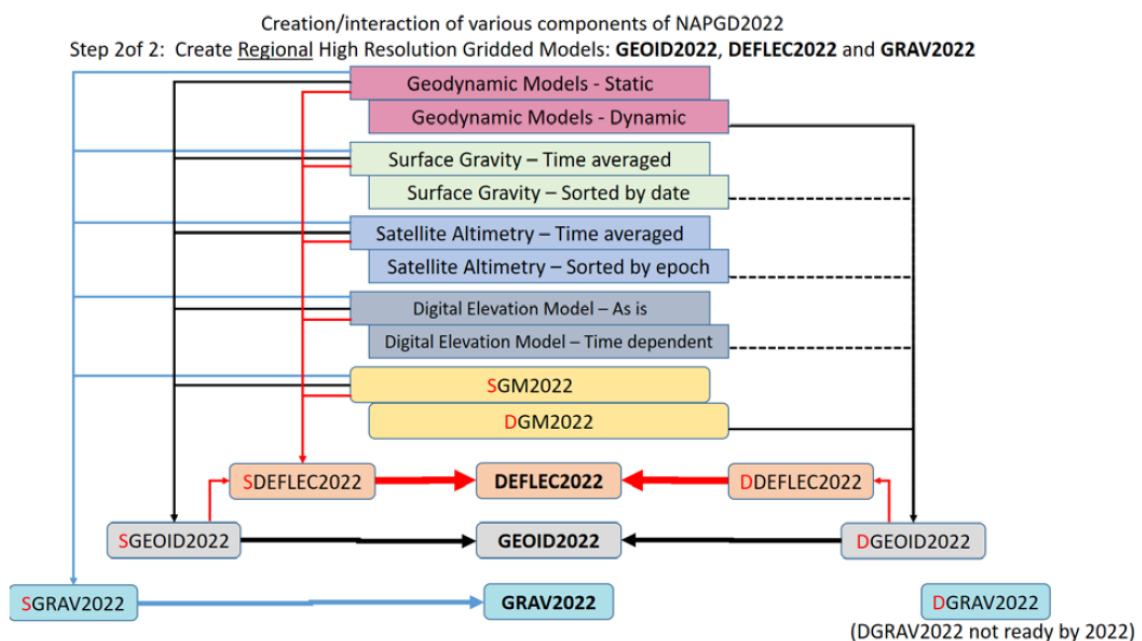 Creation/interaction of various components of NAPGD2022
Step 2of 2: Create Regional High Resolution Gridded Models: GEOID2022, DEFLEC2022 and GRAV2022
Geodynamic Models - Static
Geodynamic Models - Dynamic
Surface Gravity – Time averaged
Surface Gravity – Sorted by date
Satellite Altimetry – Time averaged
Satellite Altimetry – Sorted by epoch
Digital Elevation Model – As is
Digital Elevation Model – Time dependent
SGM2022
DGM2022
SDEFLEC2022
DEFLEC2022
DDEFLEC2022
SGEOID2022
GEOID2022
DGEOID2022
SGRAV2022
GRAV2022
DGRAV2022
(DGRAV2022 not ready by 2022)